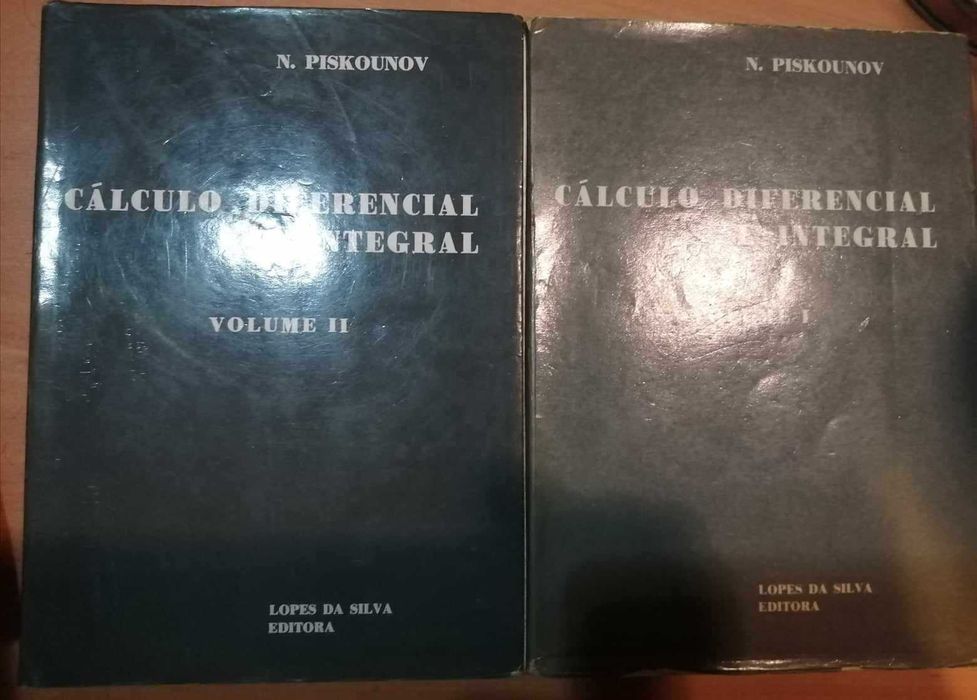 N. PISKOUNOV
CÁLCULO DIFERENCIAL
INTEGRAL
VOLUME II
LOPES DA SILVA
EDITORA
N. PISKOUNOV
CÁLCULO DIFERENCIAL
E INTEGRAL
I
LOPES DA SILVA
EDITORA